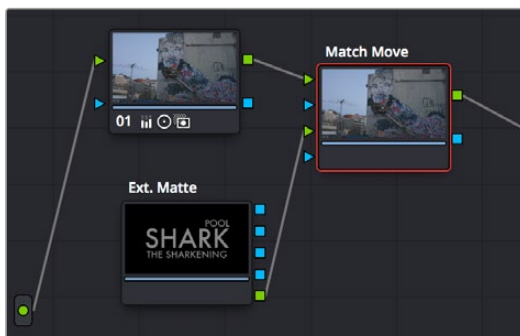 Match Move
01
Ext. Matte
POOL
SHARK
THE SHARKENING